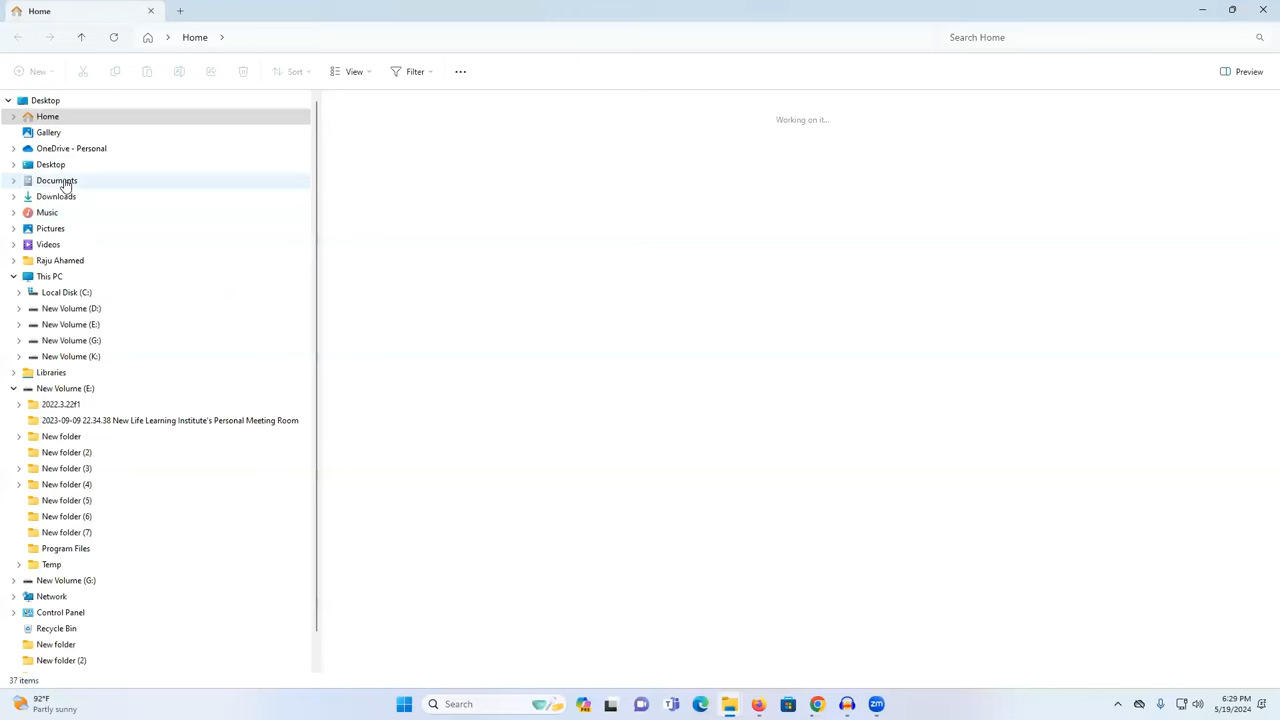 Home
Home
Search Home
New
Sort
View
Filter
Preview
Desktop
Home
Gallery
OneDrive - Personal
Desktop
Documents
Downloads
Music
Pictures
Videos
Raju Ahamed
This PC
Local Disk (C:)
New Volume (D:)
New Volume (E:)
New Volume (G:)
New Volume (K:)
Libraries
New Volume (E:)
2022.3.22f1
2023-09-09 22.34.38 New Life Learning Institute's Personal Meeting Room
New folder
New folder (2)
New folder (3)
New folder (4)
New folder (5)
New folder (6)
New folder (7)
Program Files
Temp
New Volume (G:)
Network
Control Panel
Recycle Bin
New folder
New folder (2)
Working on it...
37 items
92°F
Partly sunny
Search
zm
6:29 PM
5/19/2024